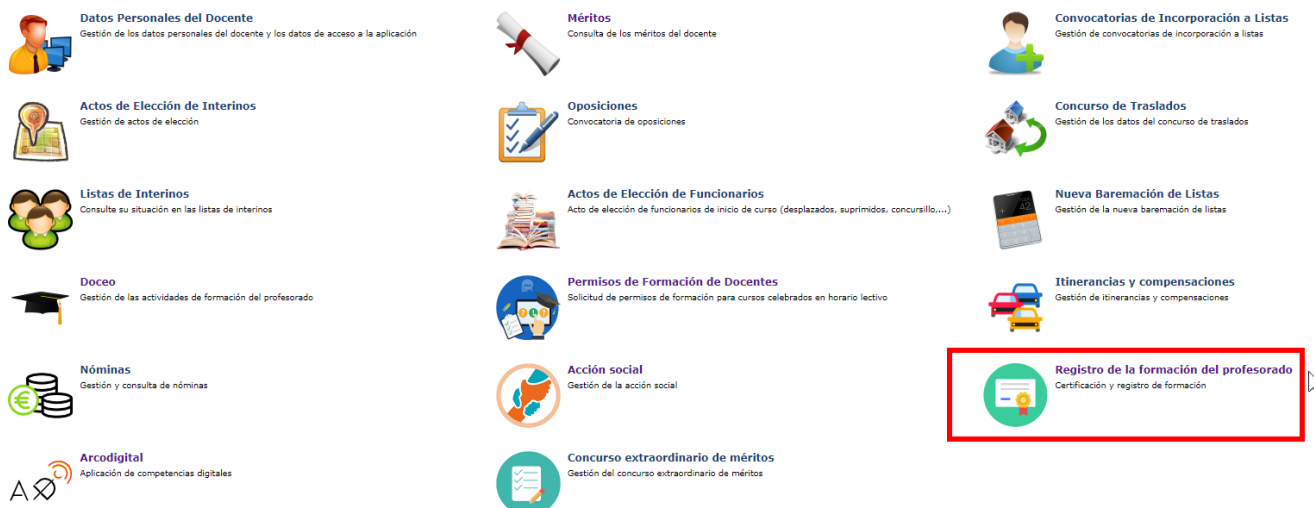 Datos Personales del Docente
Gestión de los datos personales del docente y los datos de acceso a la aplicación
Méritos
Consulta de los méritos del docente
Convocatorias de Incorporación a Listas
Gestión de convocatorias de incorporación a listas
Actos de Elección de Interinos
Gestión de actos de elección
Oposiciones
Convocatoria de oposiciones
Concurso de Traslados
Gestión de los datos del concurso de traslados
Listas de Interinos
Consulte su situación en las listas de interinos
Actos de Elección de Funcionarios
Acto de elección de funcionarios de inicio de curso (desplazados, suprimidos, concursillo,...)
Nueva Baremación de Listas
Gestión de la nueva baremación de listas
42
Doceo
Gestión de las actividades de formación del profesorado
Permisos de Formación de Docentes
Solicitud de permisos de formación para cursos celebrados en horario lectivo
Itinerancias y compensaciones
Gestión de itinerancias y compensaciones
Nóminas
Gestión y consulta de nóminas
€
Acción social
Gestión de la acción social
Registro de la formación del profesorado
Certificación y registro de formación
Arcodigital
Aplicación de competencias digitales
Concurso extraordinario de méritos
Gestión del concurso extraordinario de méritos